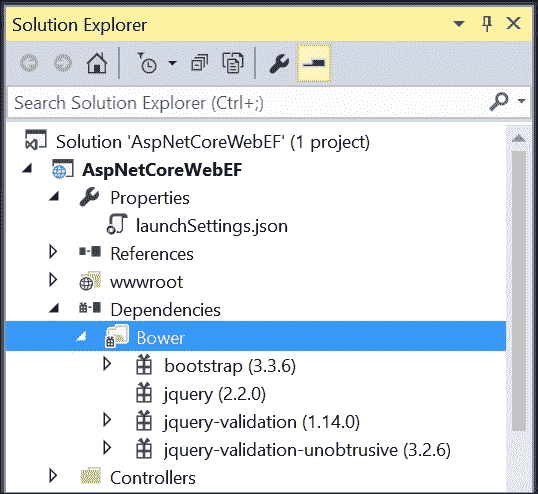 Solution Explorer
Search Solution Explorer (Ctrl+;)
Solution 'AspNetCoreWebEF' (1 project)
AspNetCoreWebEF
Properties
launchSettings.json
References
wwwroot
Dependencies
Bower
bootstrap (3.3.6)
jquery (2.2.0)
jquery-validation (1.14.0)
jquery-validation-unobtrusive (3.2.6)
Controllers